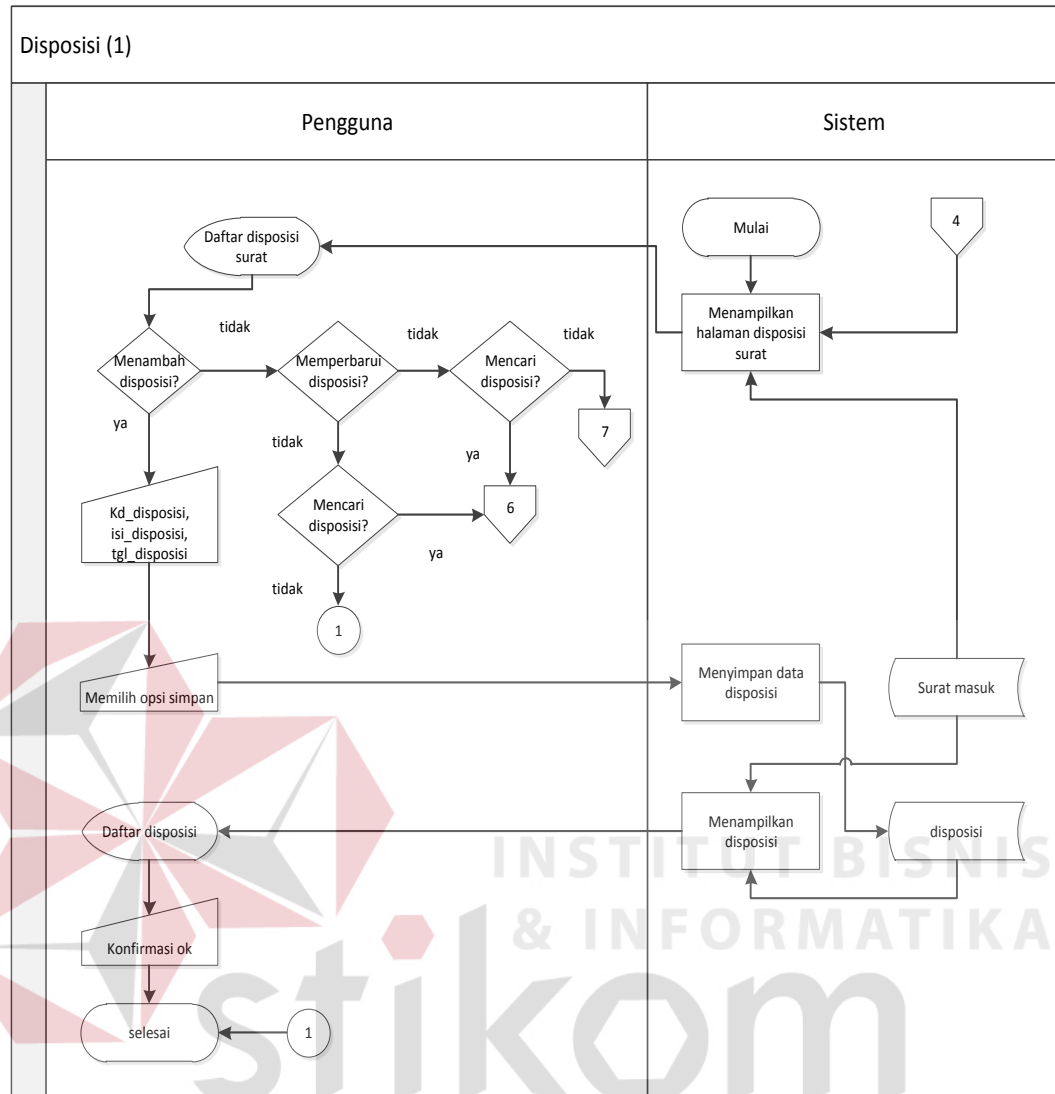 Disposisi (1)
Pengguna
Sistem
Daftar disposisi
surat
Mulai
4
Menampilkan
halaman disposisi
surat
tidak
tidak
tidak
Menambah
disposisi?
Memperbarui
disposisi?
Mencari
disposisi?
7
ya
tidak
ya
Kd_disposisi,
isi_disposisi,
tgl_disposisi
Mencari
disposisi?
6
ya
tidak
1
Memilih opsi simpan
Menyimpan data
disposisi
Surat masuk
Daftar disposisi
Menampilkan
disposisi
disposisi
INSTITUT BISNIS
& INFORMATIKA
Konfirmasi ok
stikom
selesai
1